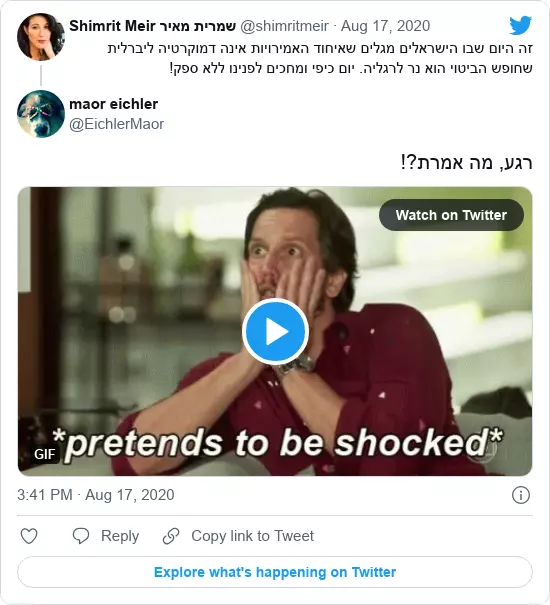 Shimrit Meir שמרית מאיר @shimritmeir · Aug 17, 2020
זה היום שבו הישראלים מגלים שאיחוד האמירויות אינה דמוקרטיה ליברלית
שחופש הביטוי הוא נר לרגליה. יום כיפי ומחכים לפנינו ללא ספק!
maor eichler
@EichlerMaor
רגע, מה אמרת?!
Watch on Twitter
*pretends to be shocked*
GIF
3:41 PM · Aug 17, 2020
Reply
Copy link to Tweet
Explore what's happening on Twitter